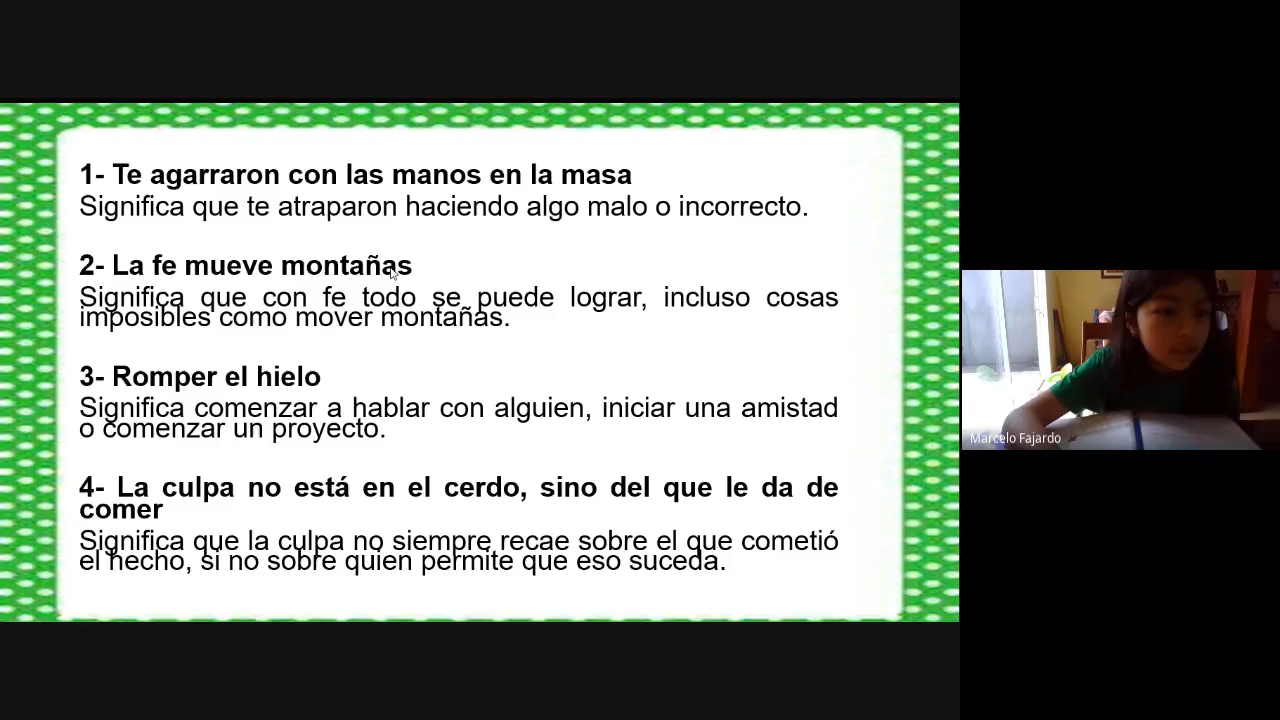 1- Te agarraron con las manos en la masa
Significa que te atraparon haciendo algo malo o incorrecto.
2- La fe mueve montañas
Significa que con fe todo se puede lograr, incluso cosas
imposibles como mover montañas.
3- Romper el hielo
Significa comenzar a hablar con alguien, iniciar una amistad
o comenzar un proyecto.
4- La culpa no está en el cerdo, sino del que le da de
comer
Significa que la culpa no siempre recae sobre el que cometió
el hecho, si no sobre quien permite que eso suceda.
Marcelo Fajardo